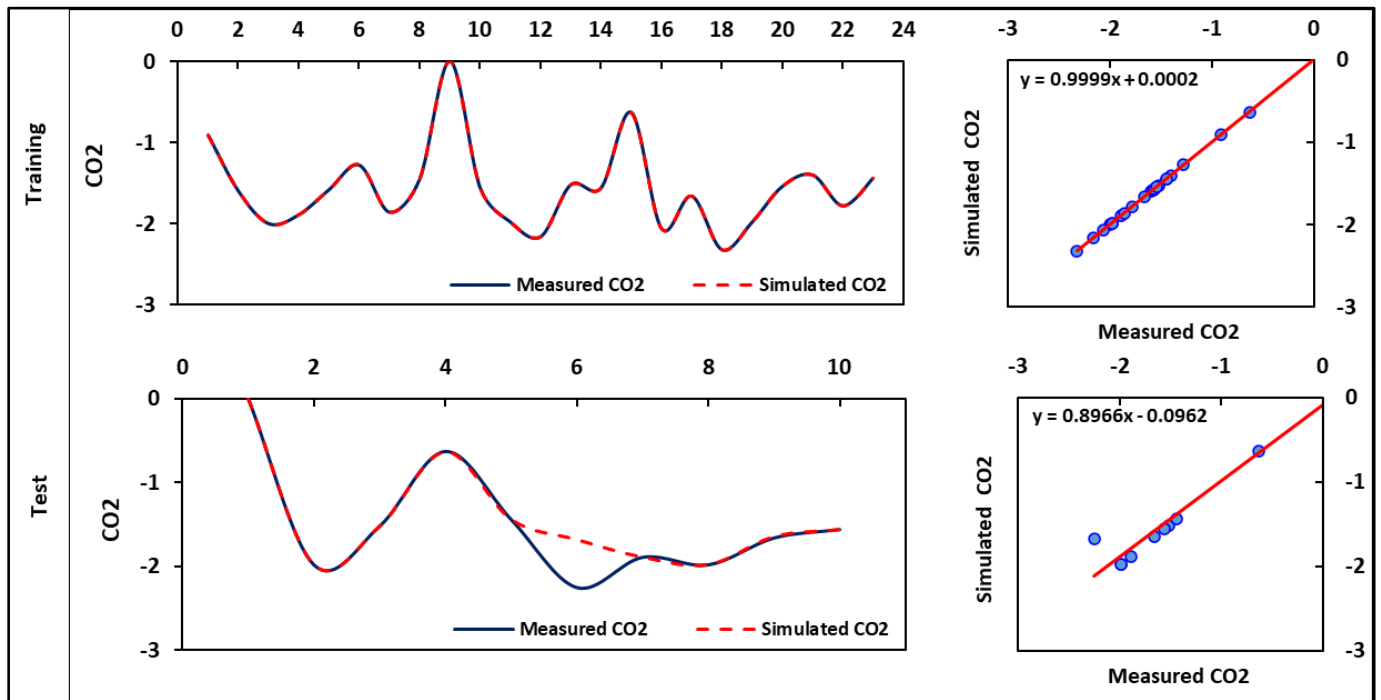 Training
0 2 4 6 8 10 12 14 16 18 20 22 24
0
-1
-2
-3
CO2
Measured CO2 Simulated CO2
-3 -2 -1 0
y = 0.9999x + 0.0002
0
-1
-2
-3
Simulated CO2
Measured CO2
Test
0 2 4 6 8 10
0
-1
-2
-3
CO2
Measured CO2 Simulated CO2
-3 -2 -1 0
y = 0.8966x - 0.0962
0
-1
-2
-3
Simulated CO2
Measured CO2